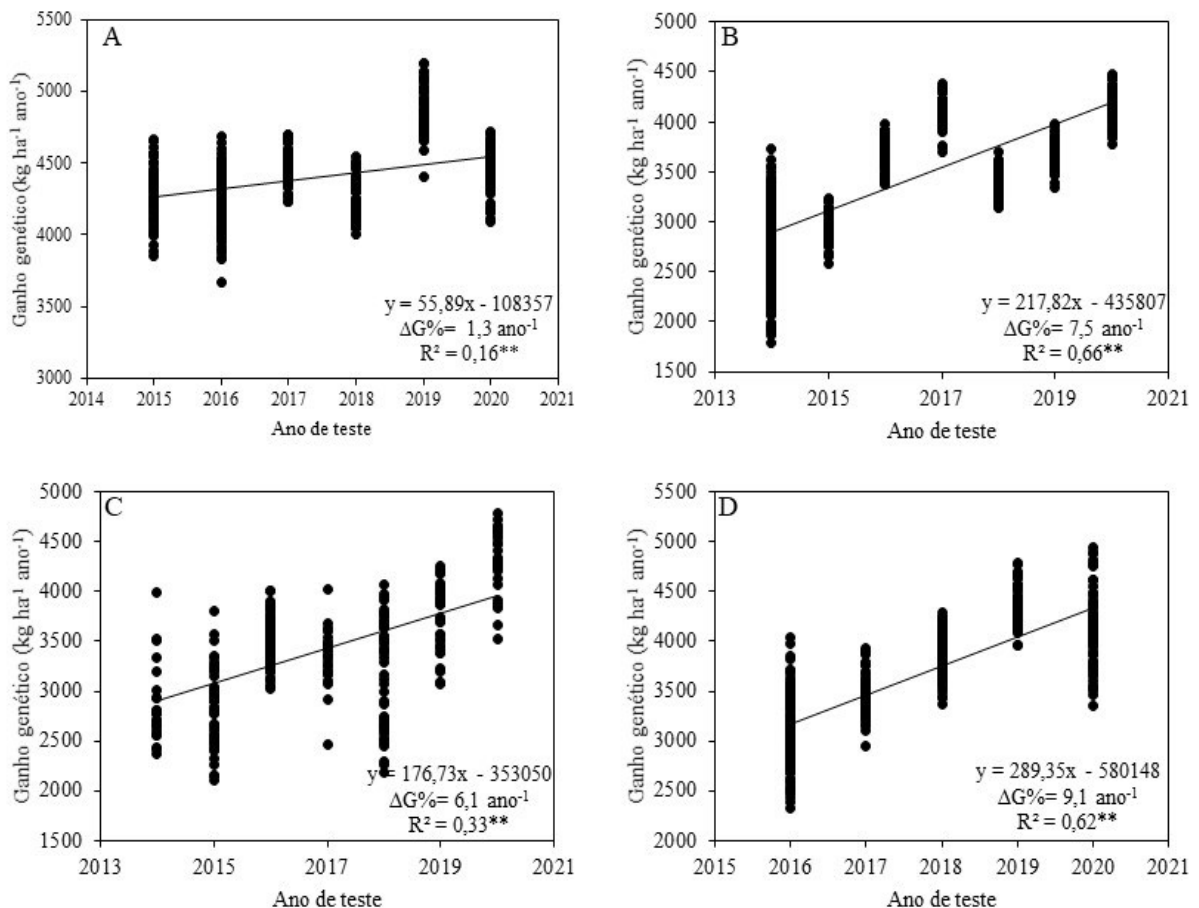 A
Ganho genético (kg ha⁻¹ ano⁻¹)
5500
5000
4500
4000
3500
3000
y = 55,89x - 108357
ΔG%= 1,3 ano⁻¹
R² = 0,16**
2014 2015 2016 2017 2018 2019 2020 2021
Ano de teste
B
Ganho genético (kg ha⁻¹ ano⁻¹)
5000
4500
4000
3500
3000
2500
2000
1500
y = 217,82x - 435807
ΔG%= 7,5 ano⁻¹
R² = 0,66**
2013 2015 2017 2019 2021
Ano de teste
C
Ganho genético (kg ha⁻¹ ano⁻¹)
5000
4500
4000
3500
3000
2500
2000
1500
y = 176,73x - 353050
ΔG%= 6,1 ano⁻¹
R² = 0,33**
2013 2015 2017 2019 2021
Ano de teste
D
Ganho genético (kg ha⁻¹ ano⁻¹)
5500
5000
4500
4000
3500
3000
2500
2000
y = 289,35x - 580148
ΔG%= 9,1 ano⁻¹
R² = 0,62**
2015 2016 2017 2018 2019 2020 2021
Ano de teste